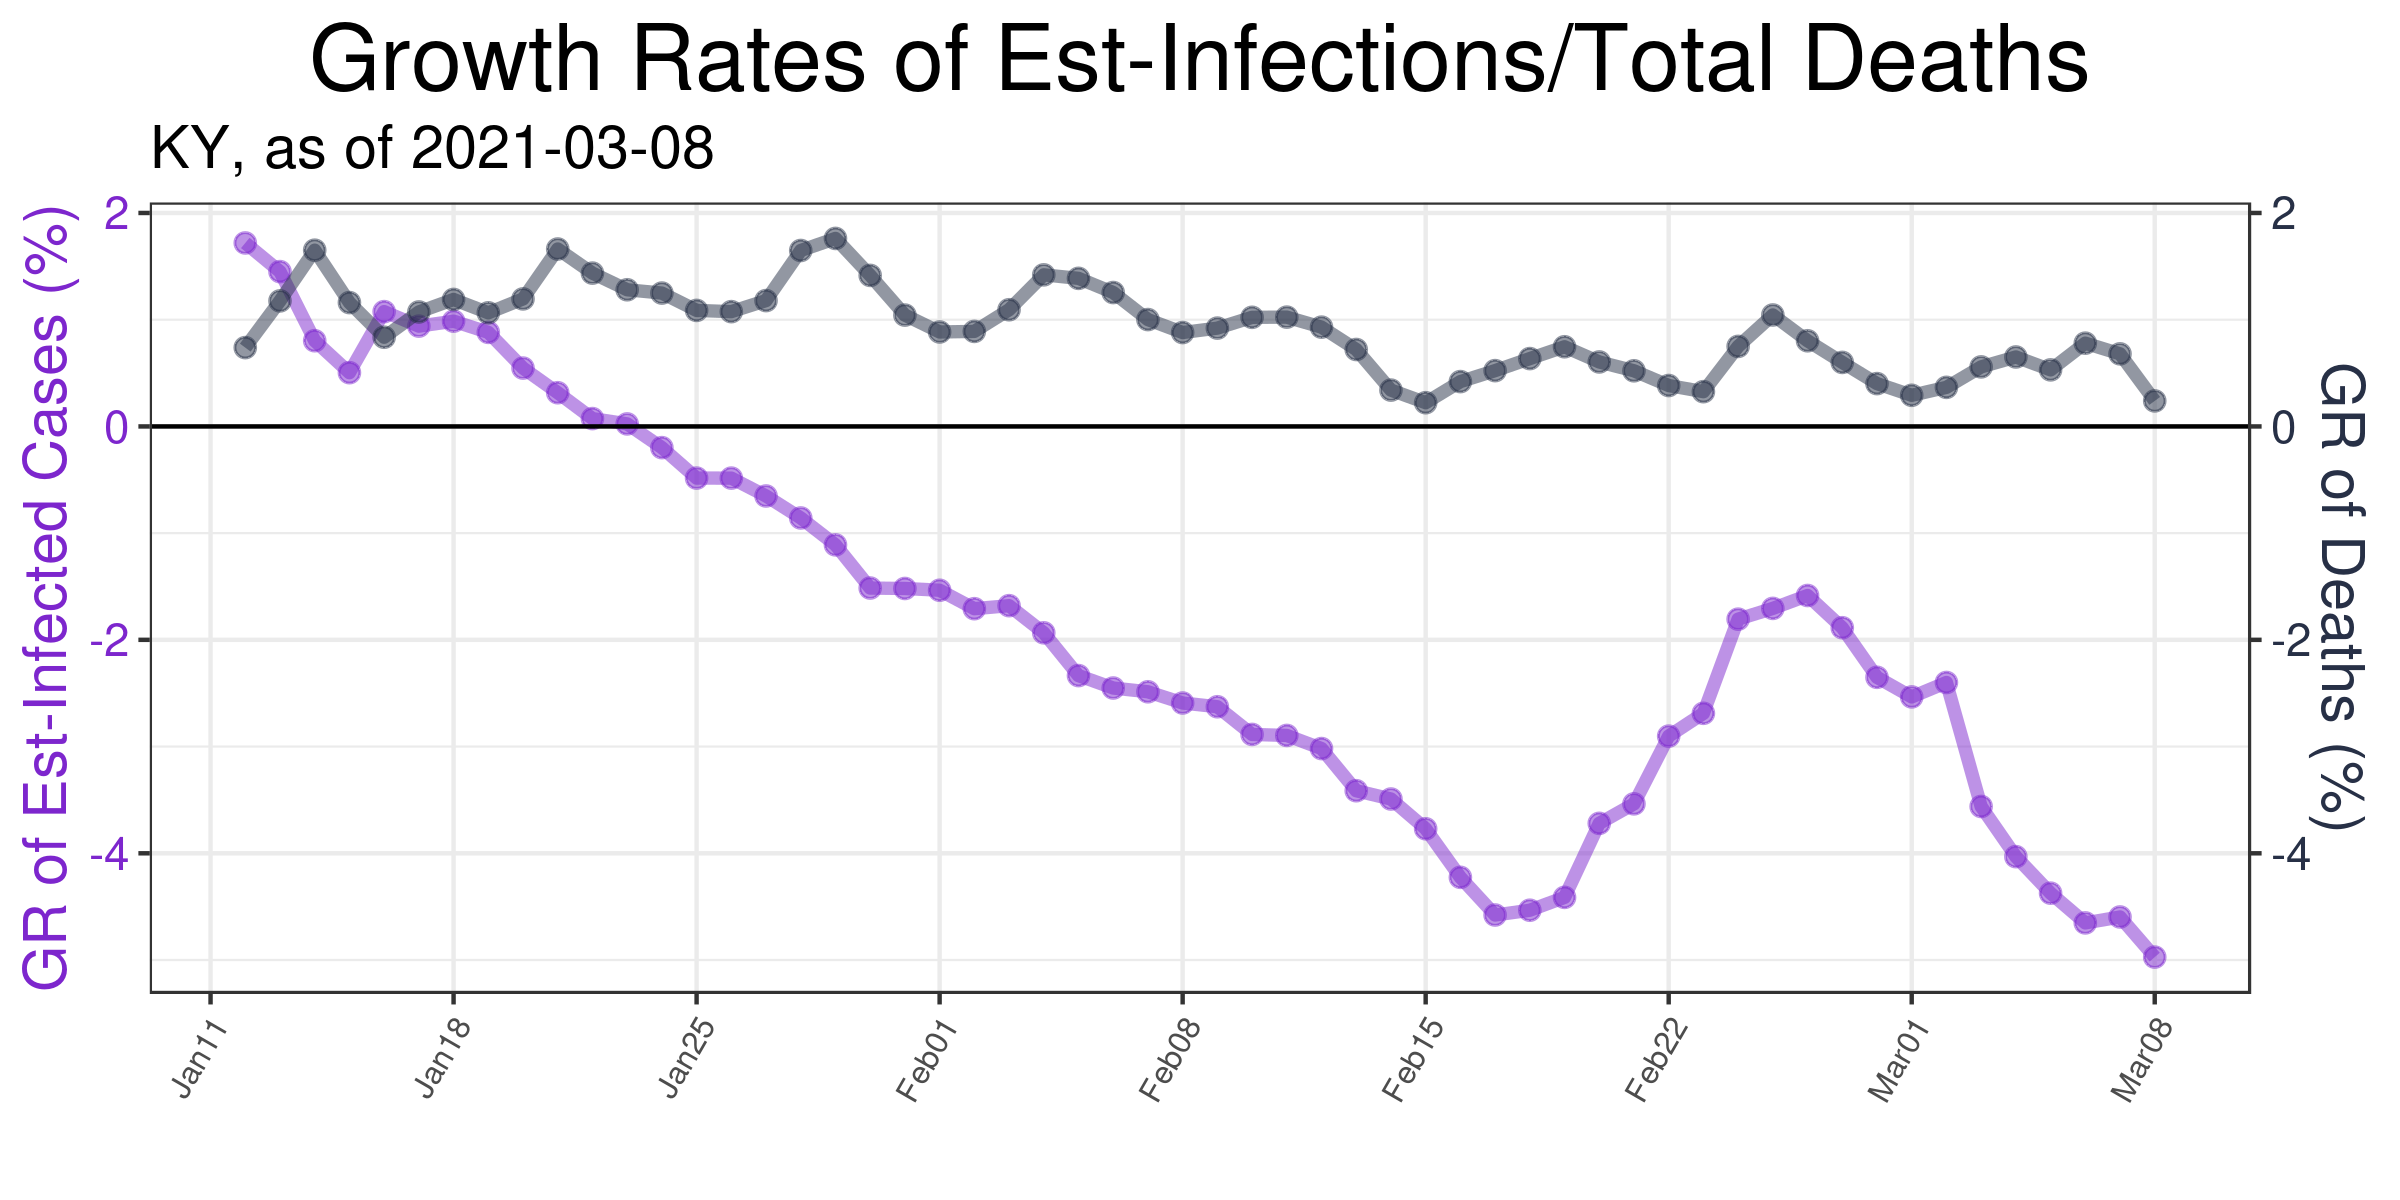 Growth Rates of Est-Infections/Total Deaths
KY, as of 2021-03-08
GR of Est-Infected Cases (%)
2
0
-2
-4
2
0
-2
-4
GR of Deaths (%)
Jan11
Jan18
Jan25
Feb01
Feb08
Feb15
Feb22
Mar01
Mar08